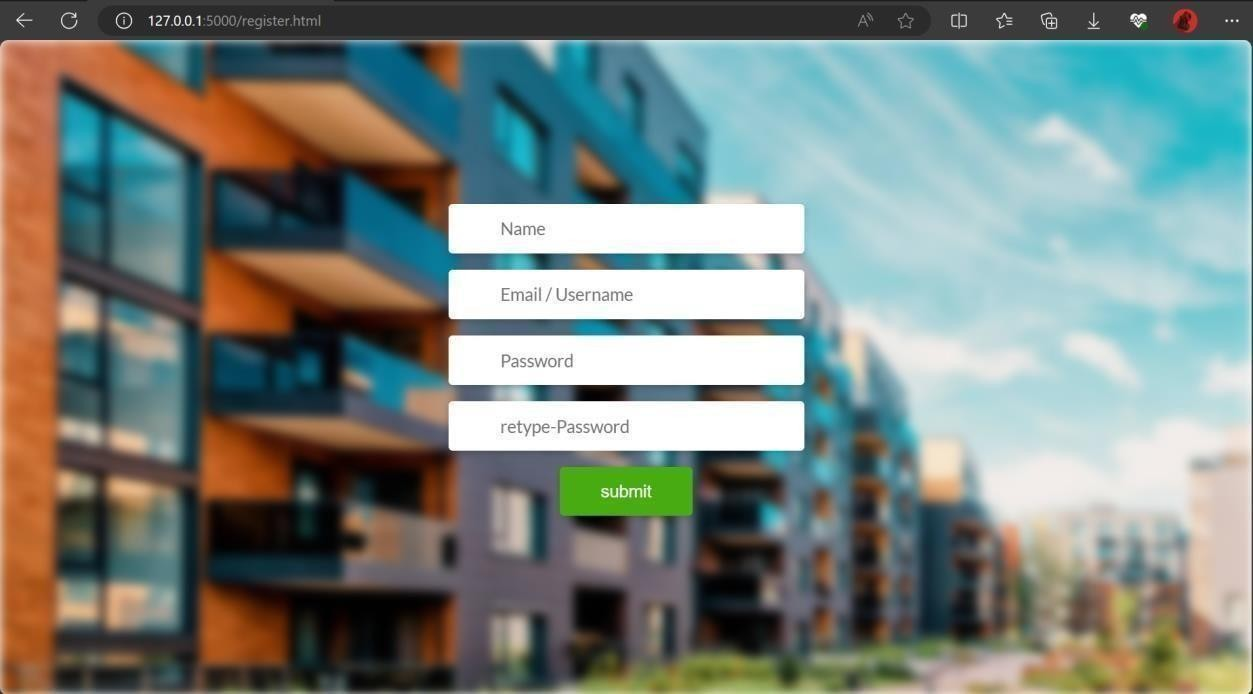 127.0.0.1:5000/register.html
Name
Email / Username
Password
retype-Password
submit